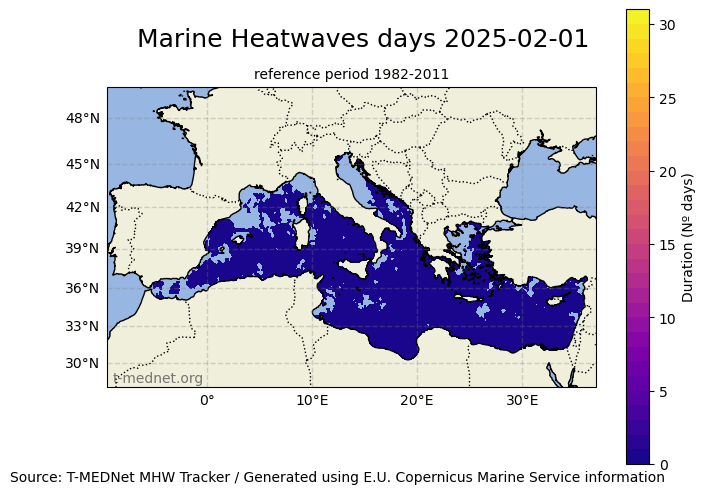 Marine Heatwaves days 2025-02-01
reference period 1982-2011
48°N
45°N
42°N
39°N
36°N
33°N
30°N
t-mednet.org
0°
10°E
20°E
30°E
30
25
20
15
10
5
0
Duration (Nº days)
Source: T-MEDNet MHW Tracker / Generated using E.U. Copernicus Marine Service information